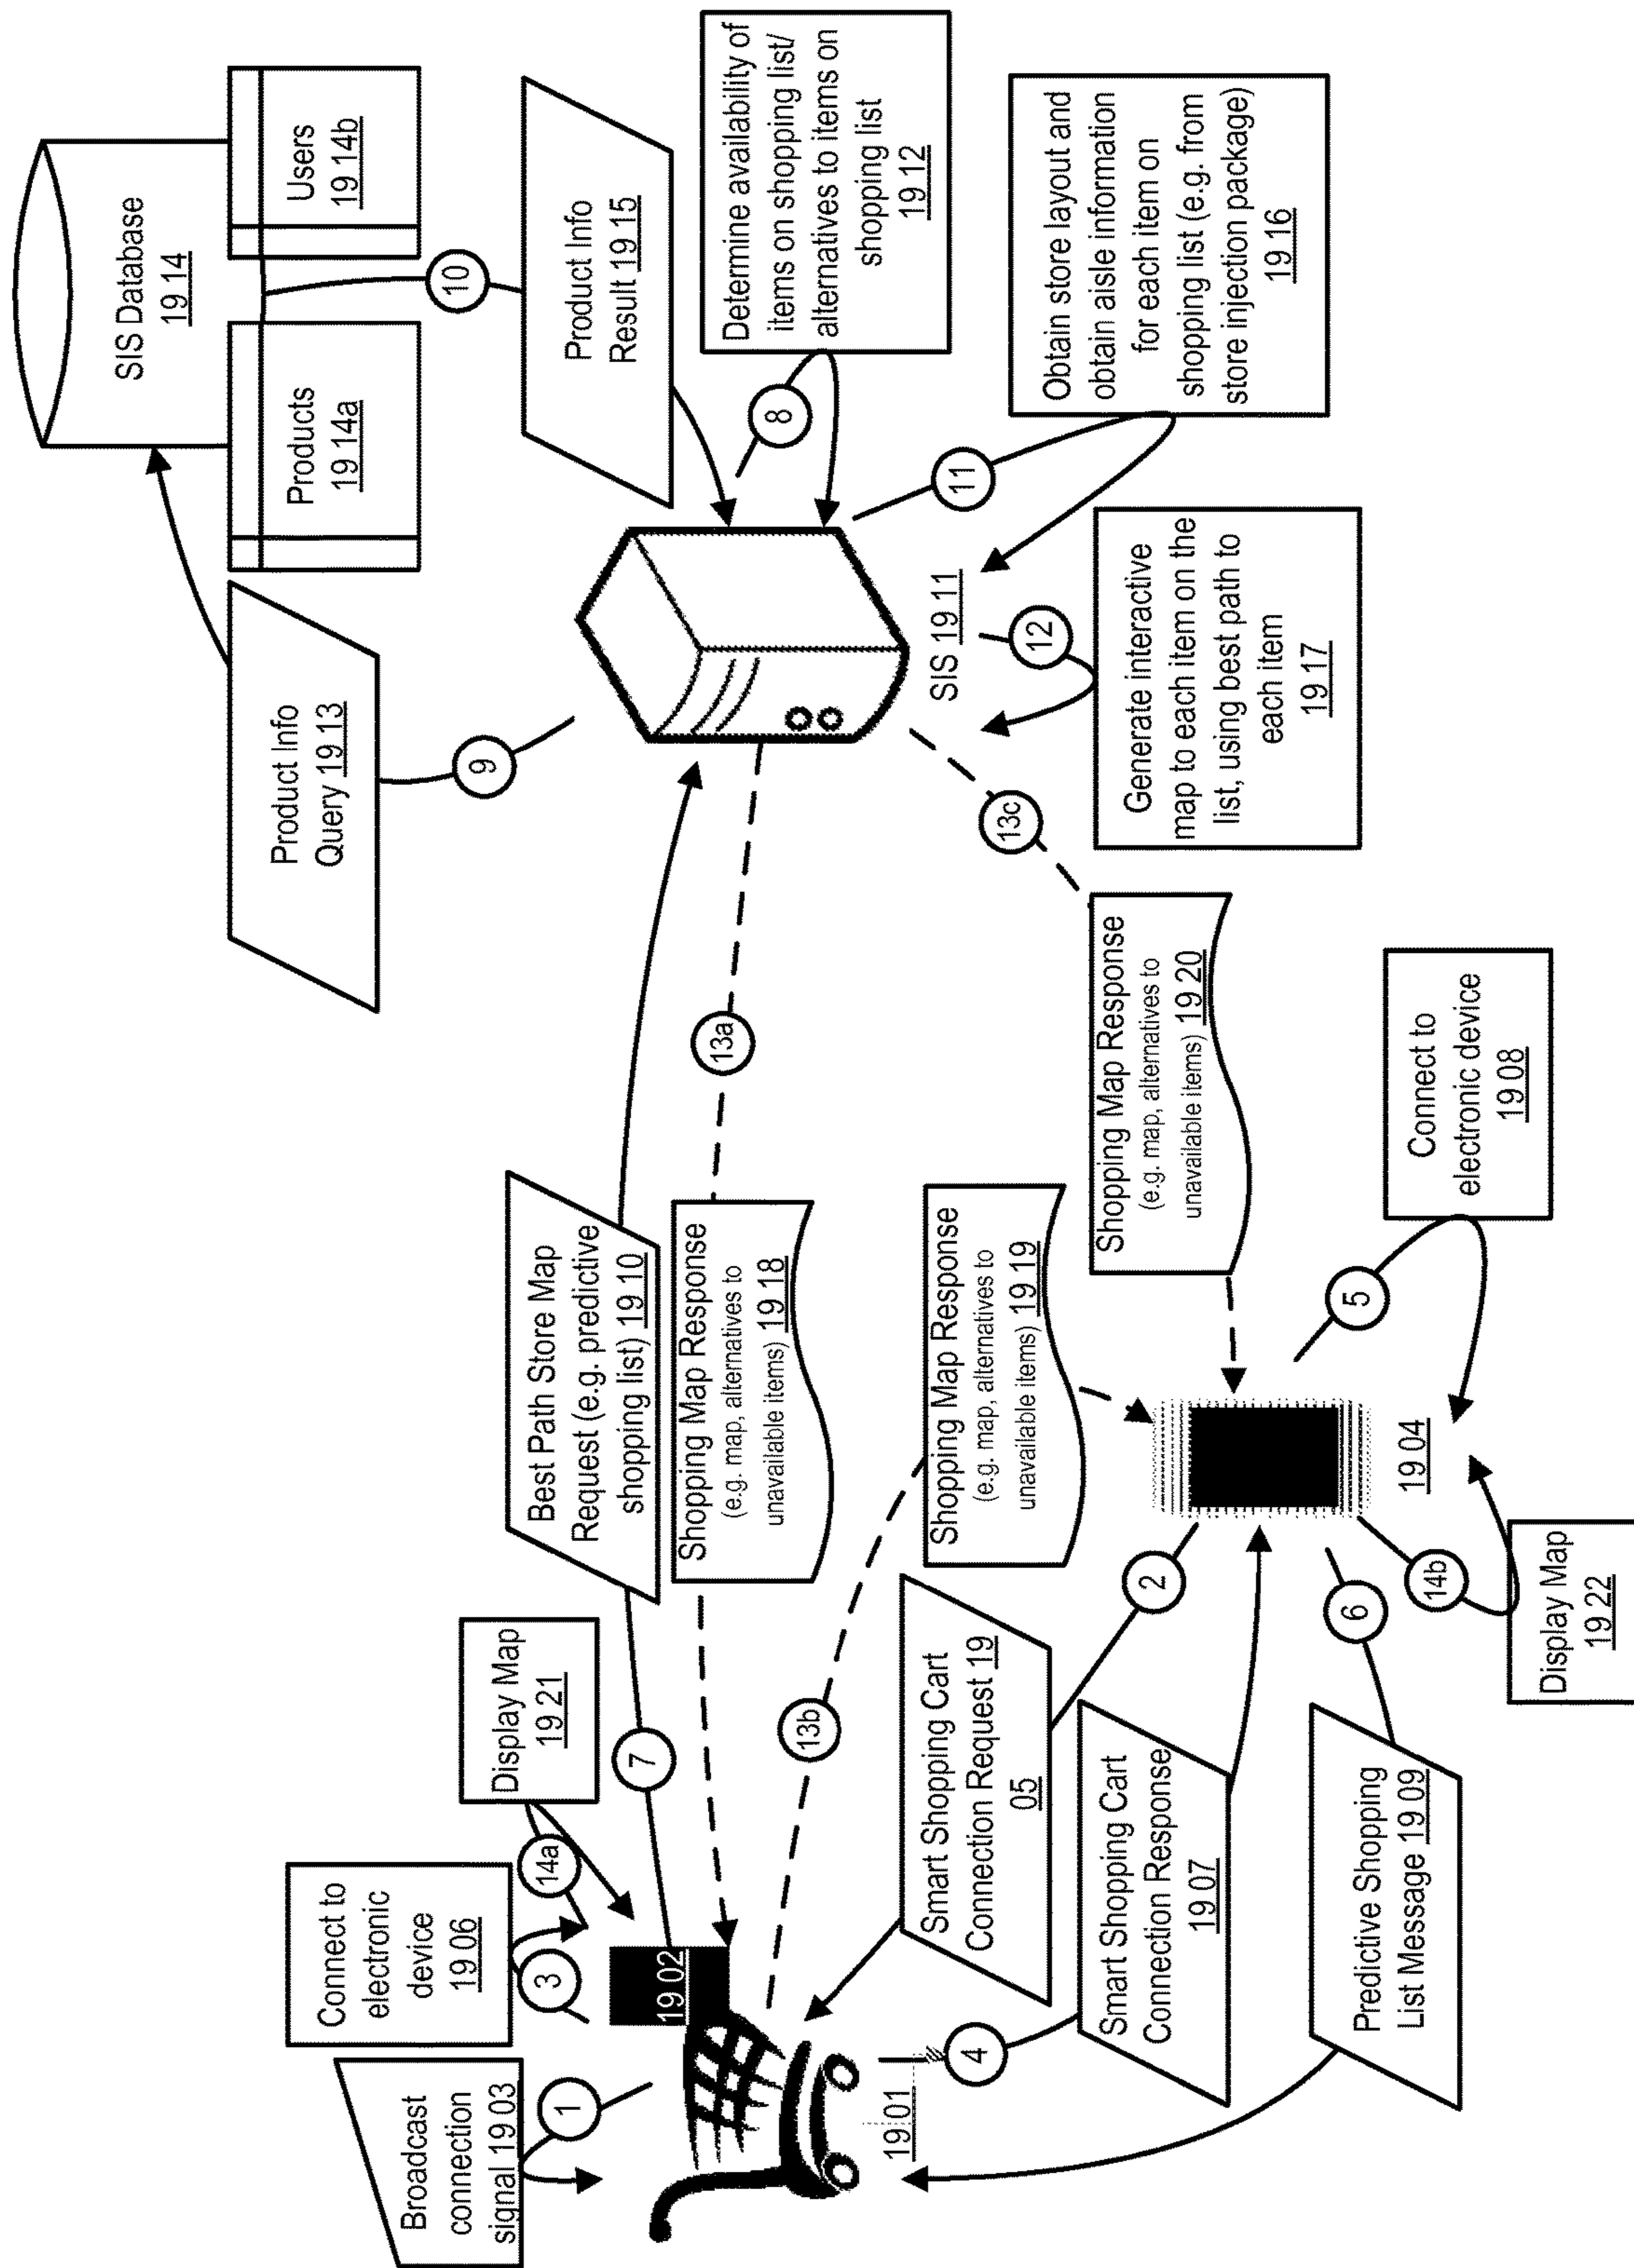 Broadcast
connection
signal 19 03
1
Connect to
electronic
device
19 06
3
14a
Display Map
19 21
7
19 02
19 01
4
Best Path Store Map
Request (e.g. predictive
shopping list) 19 10
Shopping Map Response
(e.g. map, alternatives to
unavailable items) 19 18
13a
13b
Smart Shopping Cart
Connection Request 19
05
Smart Shopping Cart
Connection Response
19 07
Predictive Shopping
List Message 19 09
2
6
14b
Display Map
19 22
19 04
5
Connect to
electronic device
19 08
Shopping Map Response
(e.g. map, alternatives to
unavailable items) 19 19
Shopping Map Response
(e.g. map, alternatives to
unavailable items) 19 20
13c
Product Info
Query 19 13
9
SIS 19 11
12
Generate interactive
map to each item on the
list, using best path to
each item
19 17
11
Obtain store layout and
obtain aisle information
for each item on
shopping list (e.g. from
store injection package)
19 16
8
Determine availability of
items on shopping list/
alternatives to items on
shopping list
19 12
Product Info
Result 19 15
10
SIS Database
19 14
Products
19 14a
Users
19 14b